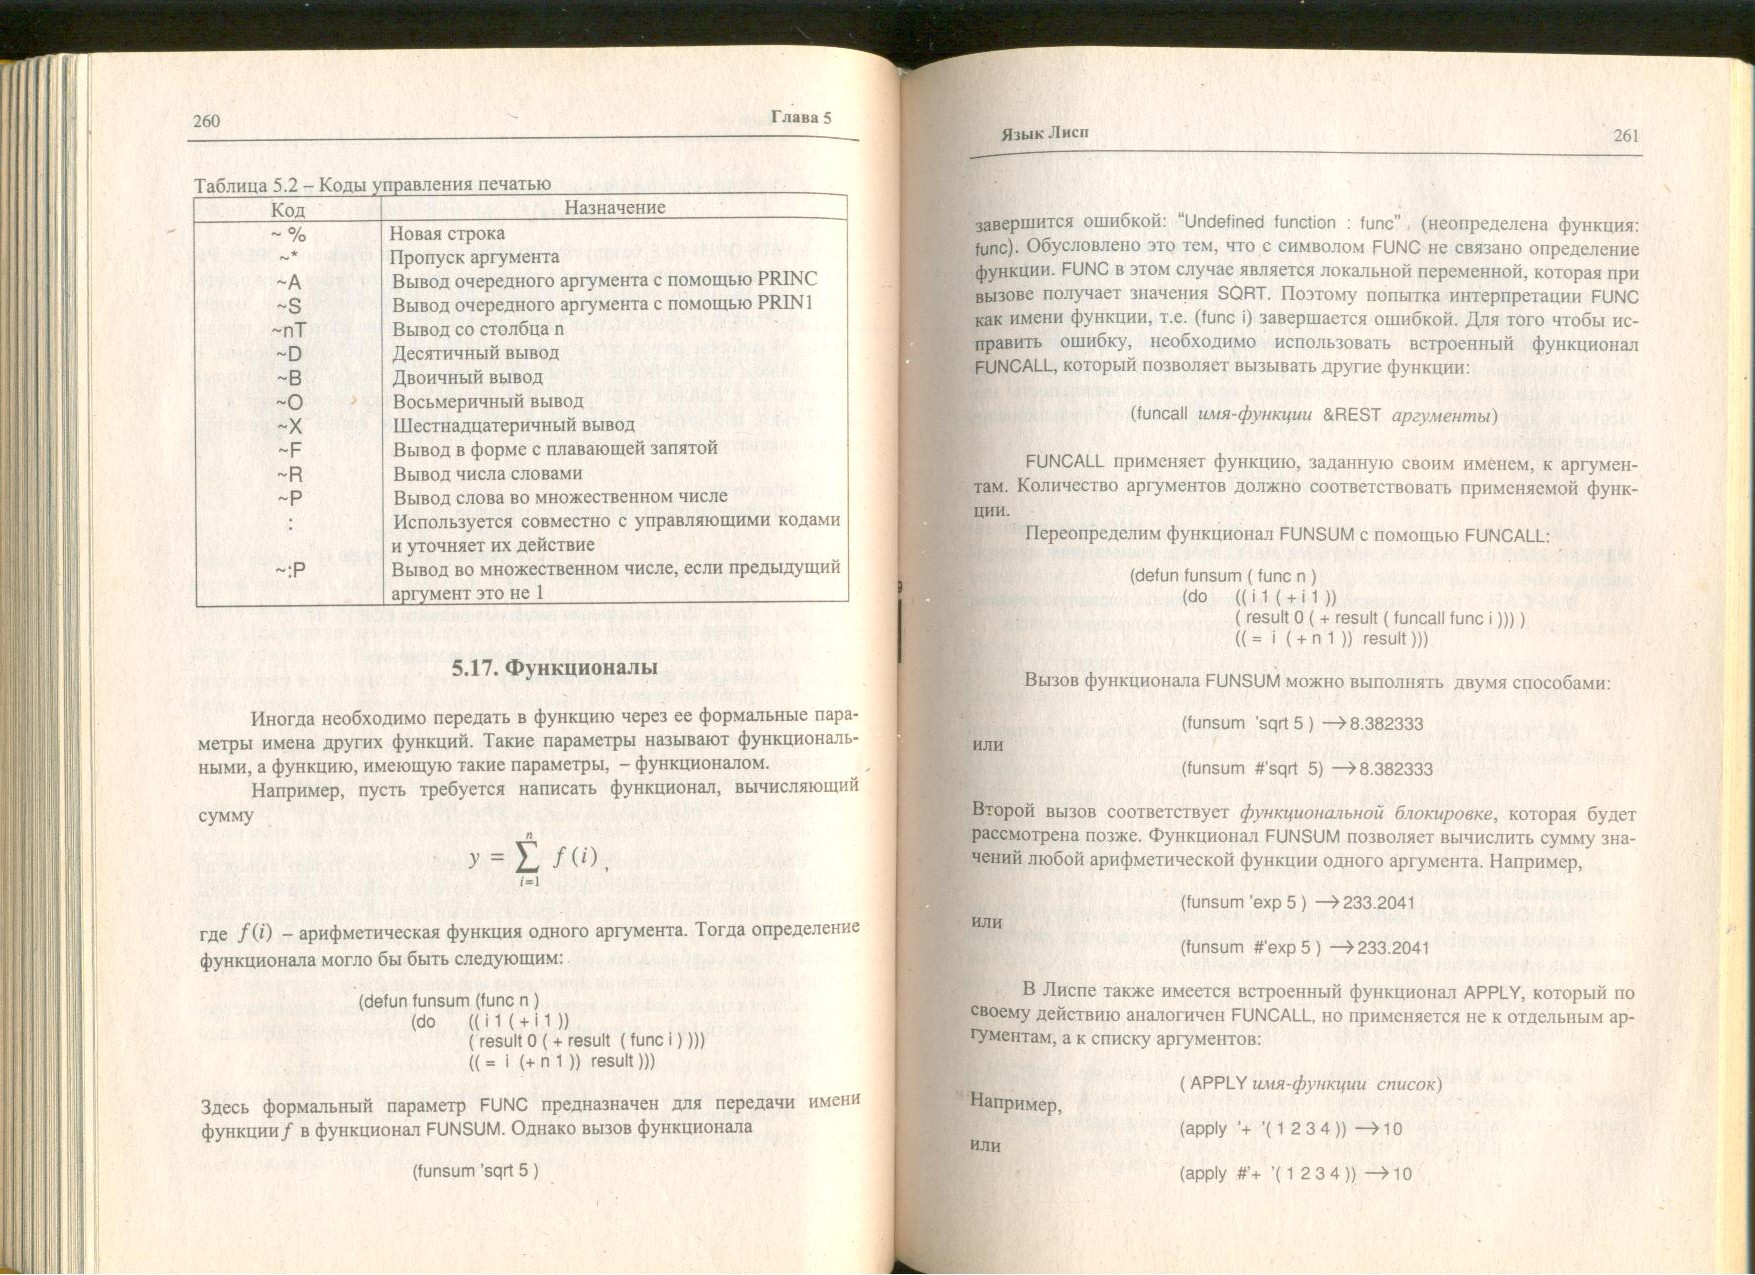 260
Глава 5
Таблица 5.2 – Коды управления печатью
Код Назначение
~ % Новая строка
~* Пропуск аргумента
~A Вывод очередного аргумента с помощью PRINC
~S Вывод очередного аргумента с помощью PRIN1
~nT Вывод со столбца n
~D Десятичный вывод
~B Двоичный вывод
~O Восьмеричный вывод
~X Шестнадцатеричный вывод
~F Вывод в форме с плавающей запятой
~R Вывод числа словами
~P Вывод слова во множественном числе
: Используется совместно с управляющими кодами
и уточняет их действие
~:P Вывод во множественном числе, если предыдущий
аргумент это не 1
5.17. Функционалы
Иногда необходимо передать в функцию через ее формальные пара-
метры имена других функций. Такие параметры называют функциональ-
ными, а функцию, имеющую такие параметры, – функционалом.
Например, пусть требуется написать функционал, вычисляющий
сумму
n
y = ∑ f(i) ,
i=1
где f(i) – арифметическая функция одного аргумента. Тогда определение
функционала могло бы быть следующим:
(defun funsum (func n )
(do (( i 1 ( + i 1 ))
( result 0 ( + result ( func i ) )))
(( = i (+ n 1 )) result )))
Здесь формальный параметр FUNC предназначен для передачи имени
функции f в функционал FUNSUM. Однако вызов функционала
(funsum 'sqrt 5 )
Язык Лисп
261
завершится ошибкой: “Undefined function : func” , (неопределена функция:
func). Обусловлено это тем, что с символом FUNC не связано определение
функции. FUNC в этом случае является локальной переменной, которая при
вызове получает значения SQRT. Поэтому попытка интерпретации FUNC
как имени функции, т.е. (func i) завершается ошибкой. Для того чтобы ис-
править ошибку, необходимо использовать встроенный функционал
FUNCALL, который позволяет вызывать другие функции:
(funcall имя-функции &REST аргументы)
FUNCALL применяет функцию, заданную своим именем, к аргумен-
там. Количество аргументов должно соответствовать применяемой функ-
ции.
Переопределим функционал FUNSUM с помощью FUNCALL:
(defun funsum ( func n )
(do (( i 1 ( + i 1 ))
( result 0 ( + result ( funcall func i ))) )
(( = i ( + n 1 )) result )))
Вызов функционала FUNSUM можно выполнять двумя способами:
(funsum 'sqrt 5 ) →8.382333
или
(funsum #'sqrt 5) →8.382333
Второй вызов соответствует функциональной блокировке, которая будет
рассмотрена позже. Функционал FUNSUM позволяет вычислить сумму зна-
чений любой арифметической функции одного аргумента. Например,
(funsum 'exp 5 ) →233.2041
или
(funsum #'exp 5 ) →233.2041
В Лиспе также имеется встроенный функционал APPLY, который по
своему действию аналогичен FUNCALL, но применяется не к отдельным ар-
гументам, а к списку аргументов:
( APPLY имя-функции список)
Например,
(apply '+ '( 1 2 3 4 )) →10
или
(apply #'+ '( 1 2 3 4 )) →10